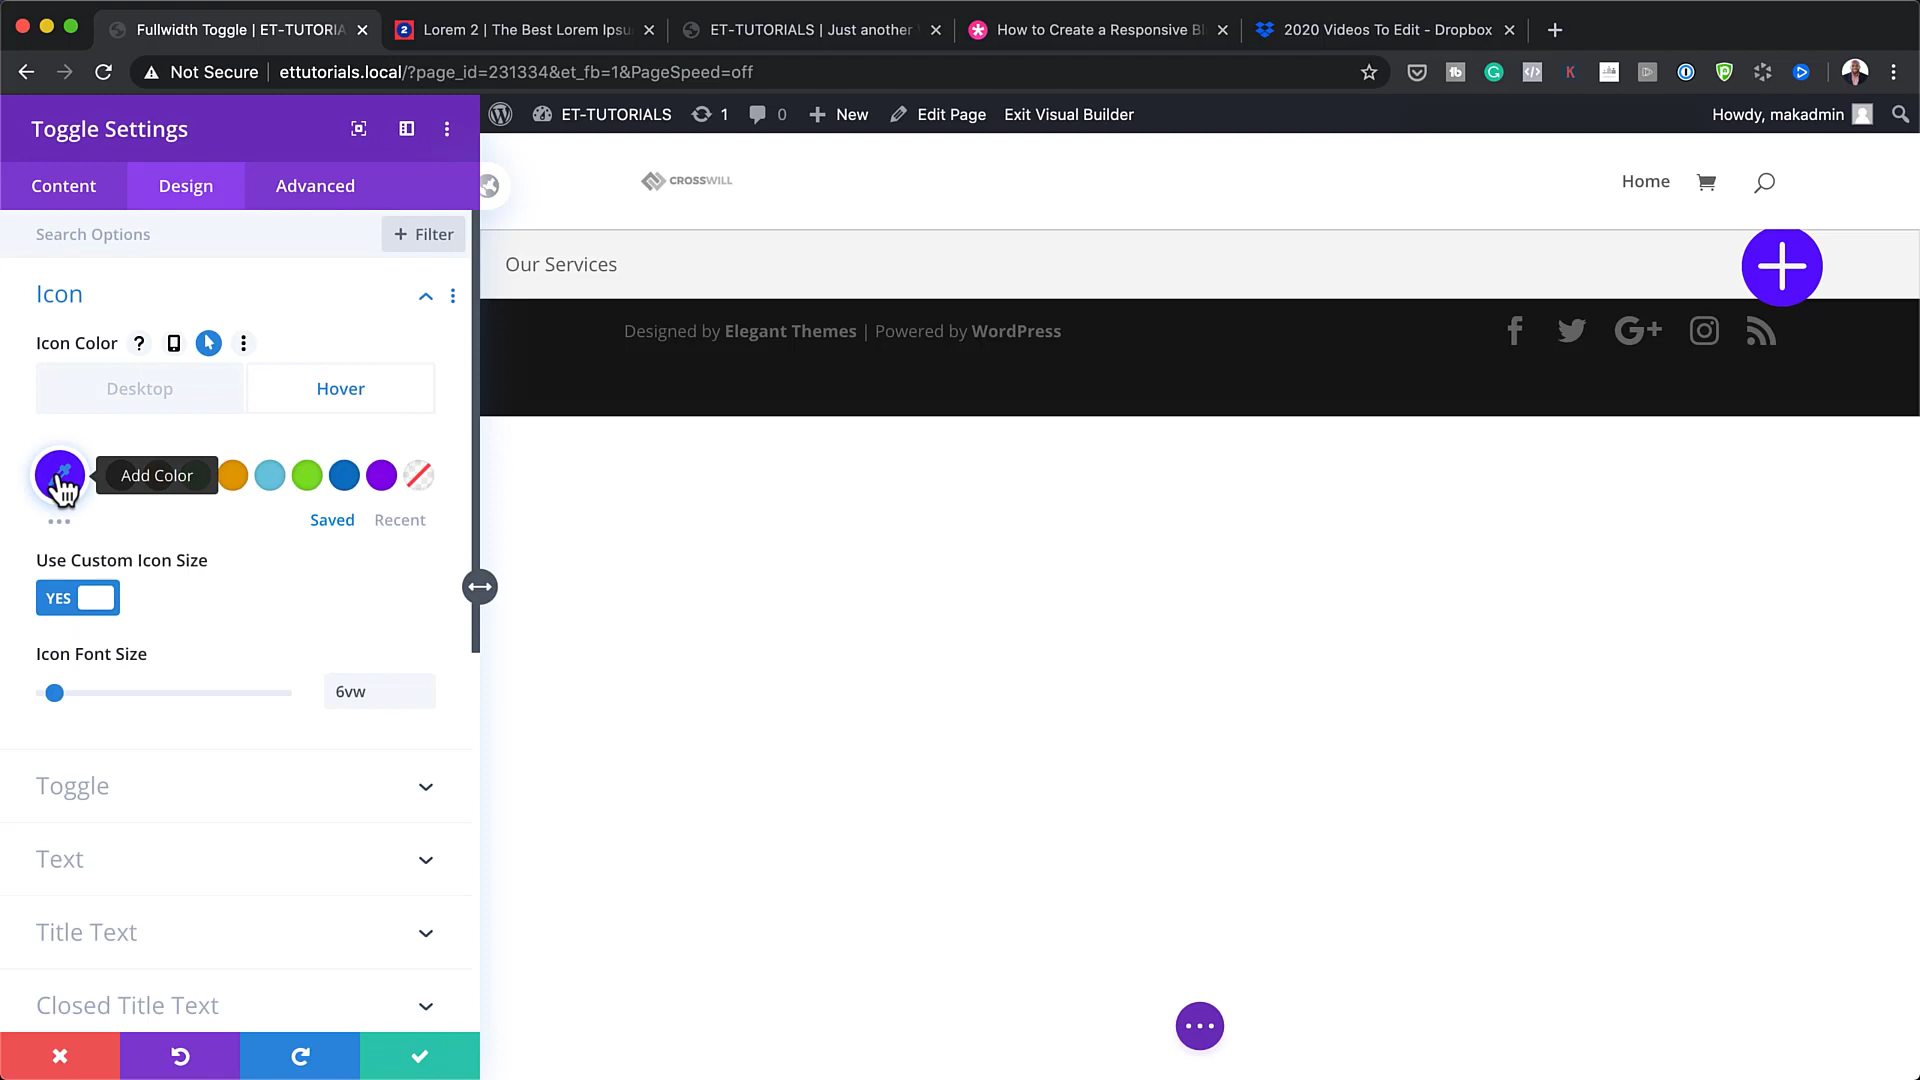 Fullwidth Toggle | ET-TUTORIA
Lorem 2 | The Best Lorem Ipsu
ET-TUTORIALS | Just another
How to Create a Responsive Bl
2020 Videos To Edit - Dropbox
Not Secure
ettutorials.local/?page_id=231334&et_fb=1&PageSpeed=off
Toggle Settings
ET-TUTORIALS
1
0
New
Edit Page
Exit Visual Builder
Howdy, makadmin
Content
Design
Advanced
CROSSWILL
Home
Search Options
+ Filter
Our Services
Icon
Designed by Elegant Themes | Powered by WordPress
Icon Color
Desktop
Hover
Add Color
Saved
Recent
Use Custom Icon Size
YES
Icon Font Size
6vw
Toggle
Text
Title Text
Closed Title Text